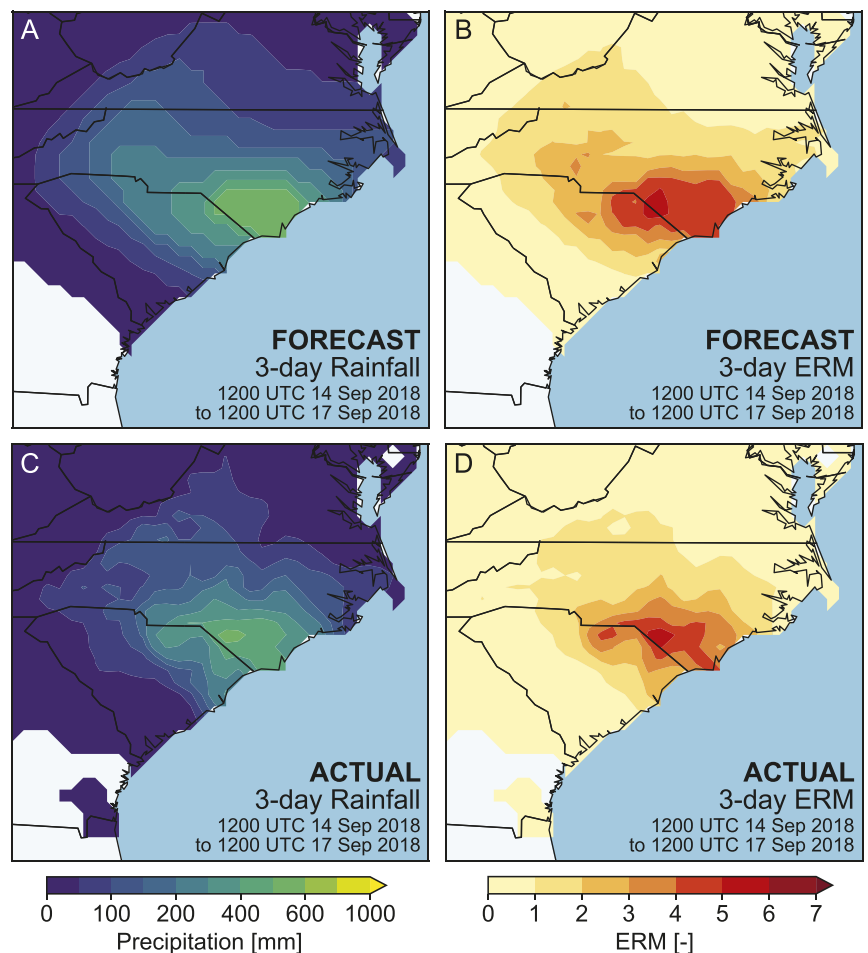 A
FORECAST
3-day Rainfall
1200 UTC 14 Sep 2018
to 1200 UTC 17 Sep 2018
B
FORECAST
3-day ERM
1200 UTC 14 Sep 2018
to 1200 UTC 17 Sep 2018
C
ACTUAL
3-day Rainfall
1200 UTC 14 Sep 2018
to 1200 UTC 17 Sep 2018
D
ACTUAL
3-day ERM
1200 UTC 14 Sep 2018
to 1200 UTC 17 Sep 2018
0 100 200 400 600 1000
Precipitation [mm]
0 1 2 3 4 5 6 7
ERM [-]